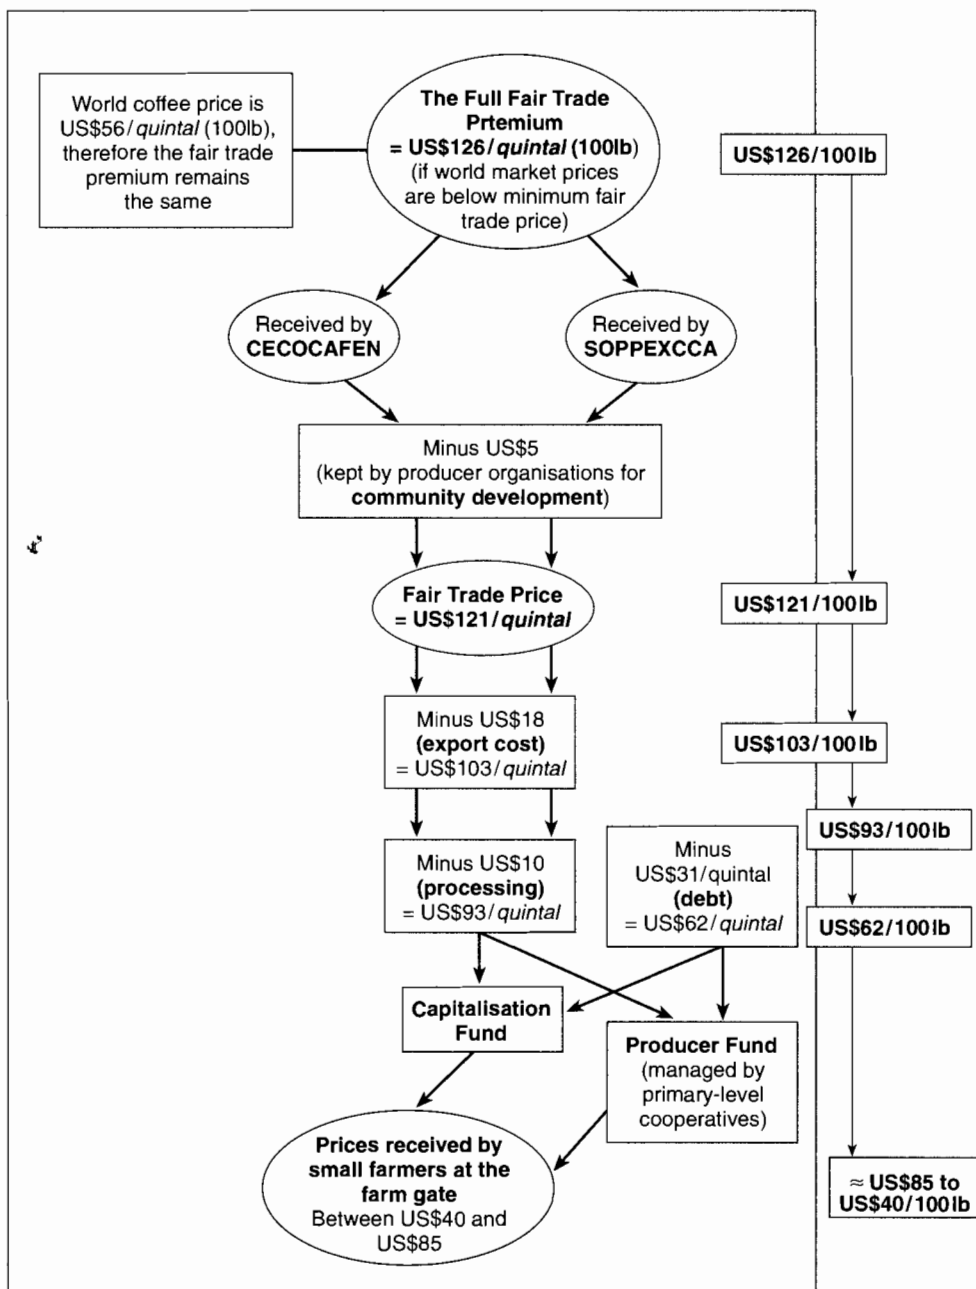 World coffee price is
US$56/quintal (100lb),
therefore the fair trade
premium remains
the same
The Full Fair Trade
Prtemium
= US$126/quintal (100lb)
(if world market prices
are below minimum fair
trade price)
US$126/100lb
Received by
CECOCAFEN
Received by
SOPPEXCCA
Minus US$5
(kept by producer organisations for
community development)
Fair Trade Price
= US$121/quintal
US$121/100lb
Minus US$18
(export cost)
= US$103/quintal
US$103/100lb
Minus US$10
(processing)
= US$93/quintal
Minus
US$31/quintal
(debt)
= US$62/quintal
US$93/100lb
US$62/100lb
Capitalisation
Fund
Producer Fund
(managed by
primary-level
cooperatives)
Prices received by
small farmers at the
farm gate
Between US$40 and
US$85
≈ US$85 to
US$40/100lb